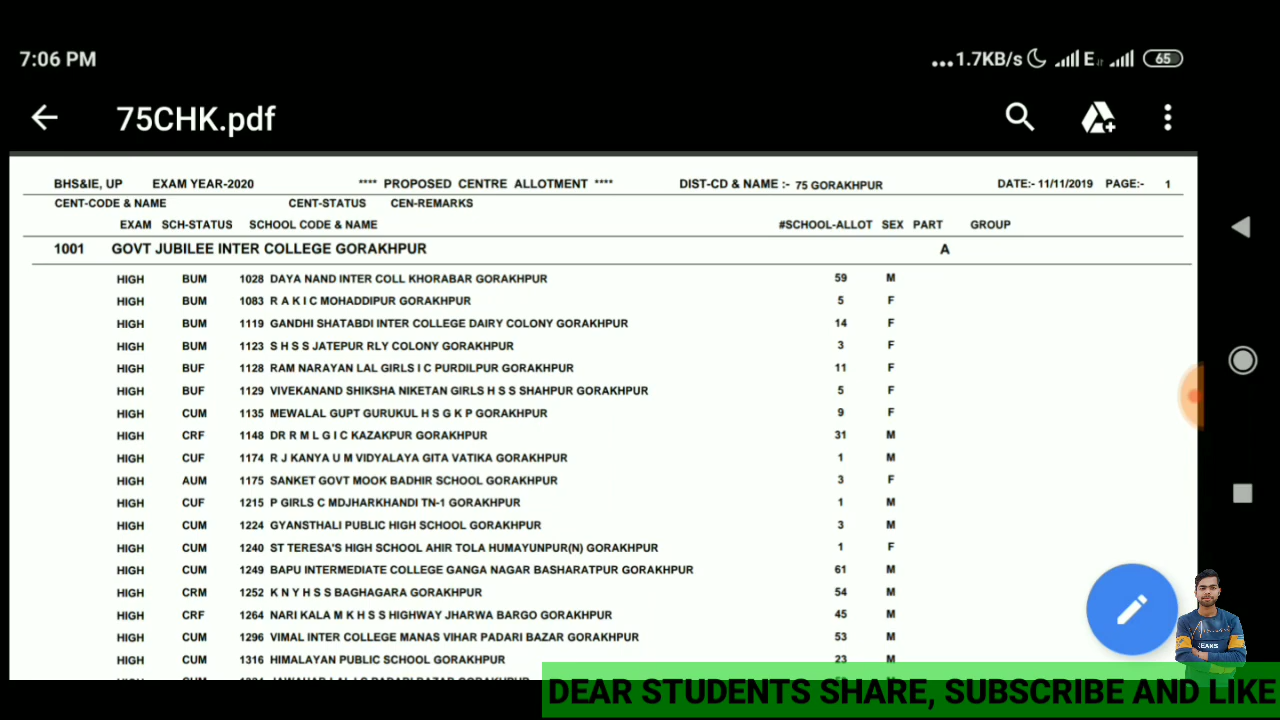 7:06 PM
...1.7KB/s E 65
75CHK.pdf
BHS&IE, UP EXAM YEAR-2020 **** PROPOSED CENTRE ALLOTMENT **** DIST-CD & NAME :- 75 GORAKHPUR DATE:- 11/11/2019 PAGE:- 1
CENT-CODE & NAME CENT-STATUS CEN-REMARKS
EXAM SCH-STATUS SCHOOL CODE & NAME #SCHOOL-ALLOT SEX PART GROUP
1001 GOVT JUBILEE INTER COLLEGE GORAKHPUR A
HIGH BUM 1028 DAYA NAND INTER COLL KHORABAR GORAKHPUR 59 M
HIGH BUM 1083 R A K I C MOHADDIPUR GORAKHPUR 5 F
HIGH BUM 1119 GANDHI SHATABDI INTER COLLEGE DAIRY COLONY GORAKHPUR 14 F
HIGH BUM 1123 S H S S JATEPUR RLY COLONY GORAKHPUR 3 F
HIGH BUF 1128 RAM NARAYAN LAL GIRLS I C PURDILPUR GORAKHPUR 11 F
HIGH BUF 1129 VIVEKANAND SHIKSHA NIKETAN GIRLS H S S SHAHPUR GORAKHPUR 5 F
HIGH CUM 1135 MEWALAL GUPT GURUKUL H S G K P GORAKHPUR 9 F
HIGH CRF 1148 DR R M L G I C KAZAKPUR GORAKHPUR 31 M
HIGH CUF 1174 R J KANYA U M VIDYALAYA GITA VATIKA GORAKHPUR 1 M
HIGH AUM 1175 SANKET GOVT MOOK BADHIR SCHOOL GORAKHPUR 3 F
HIGH CUF 1215 P GIRLS C MDJHARKHANDI TN-1 GORAKHPUR 1 M
HIGH CUM 1224 GYANSTHALI PUBLIC HIGH SCHOOL GORAKHPUR 3 M
HIGH CUM 1240 ST TERESA'S HIGH SCHOOL AHIR TOLA HUMAYUNPUR(N) GORAKHPUR 1 F
HIGH CUM 1249 BAPU INTERMEDIATE COLLEGE GANGA NAGAR BASHARATPUR GORAKHPUR 61 M
HIGH CRM 1252 K N Y H S S BAGHAGARA GORAKHPUR 54 M
HIGH CRF 1264 NARI KALA M K H S S HIGHWAY JHARWA BARGO GORAKHPUR 45 M
HIGH CUM 1296 VIMAL INTER COLLEGE MANAS VIHAR PADARI BAZAR GORAKHPUR 53 M
HIGH CUM 1316 HIMALAYAN PUBLIC SCHOOL GORAKHPUR 23 M
DEAR STUDENTS SHARE, SUBSCRIBE AND LIKE